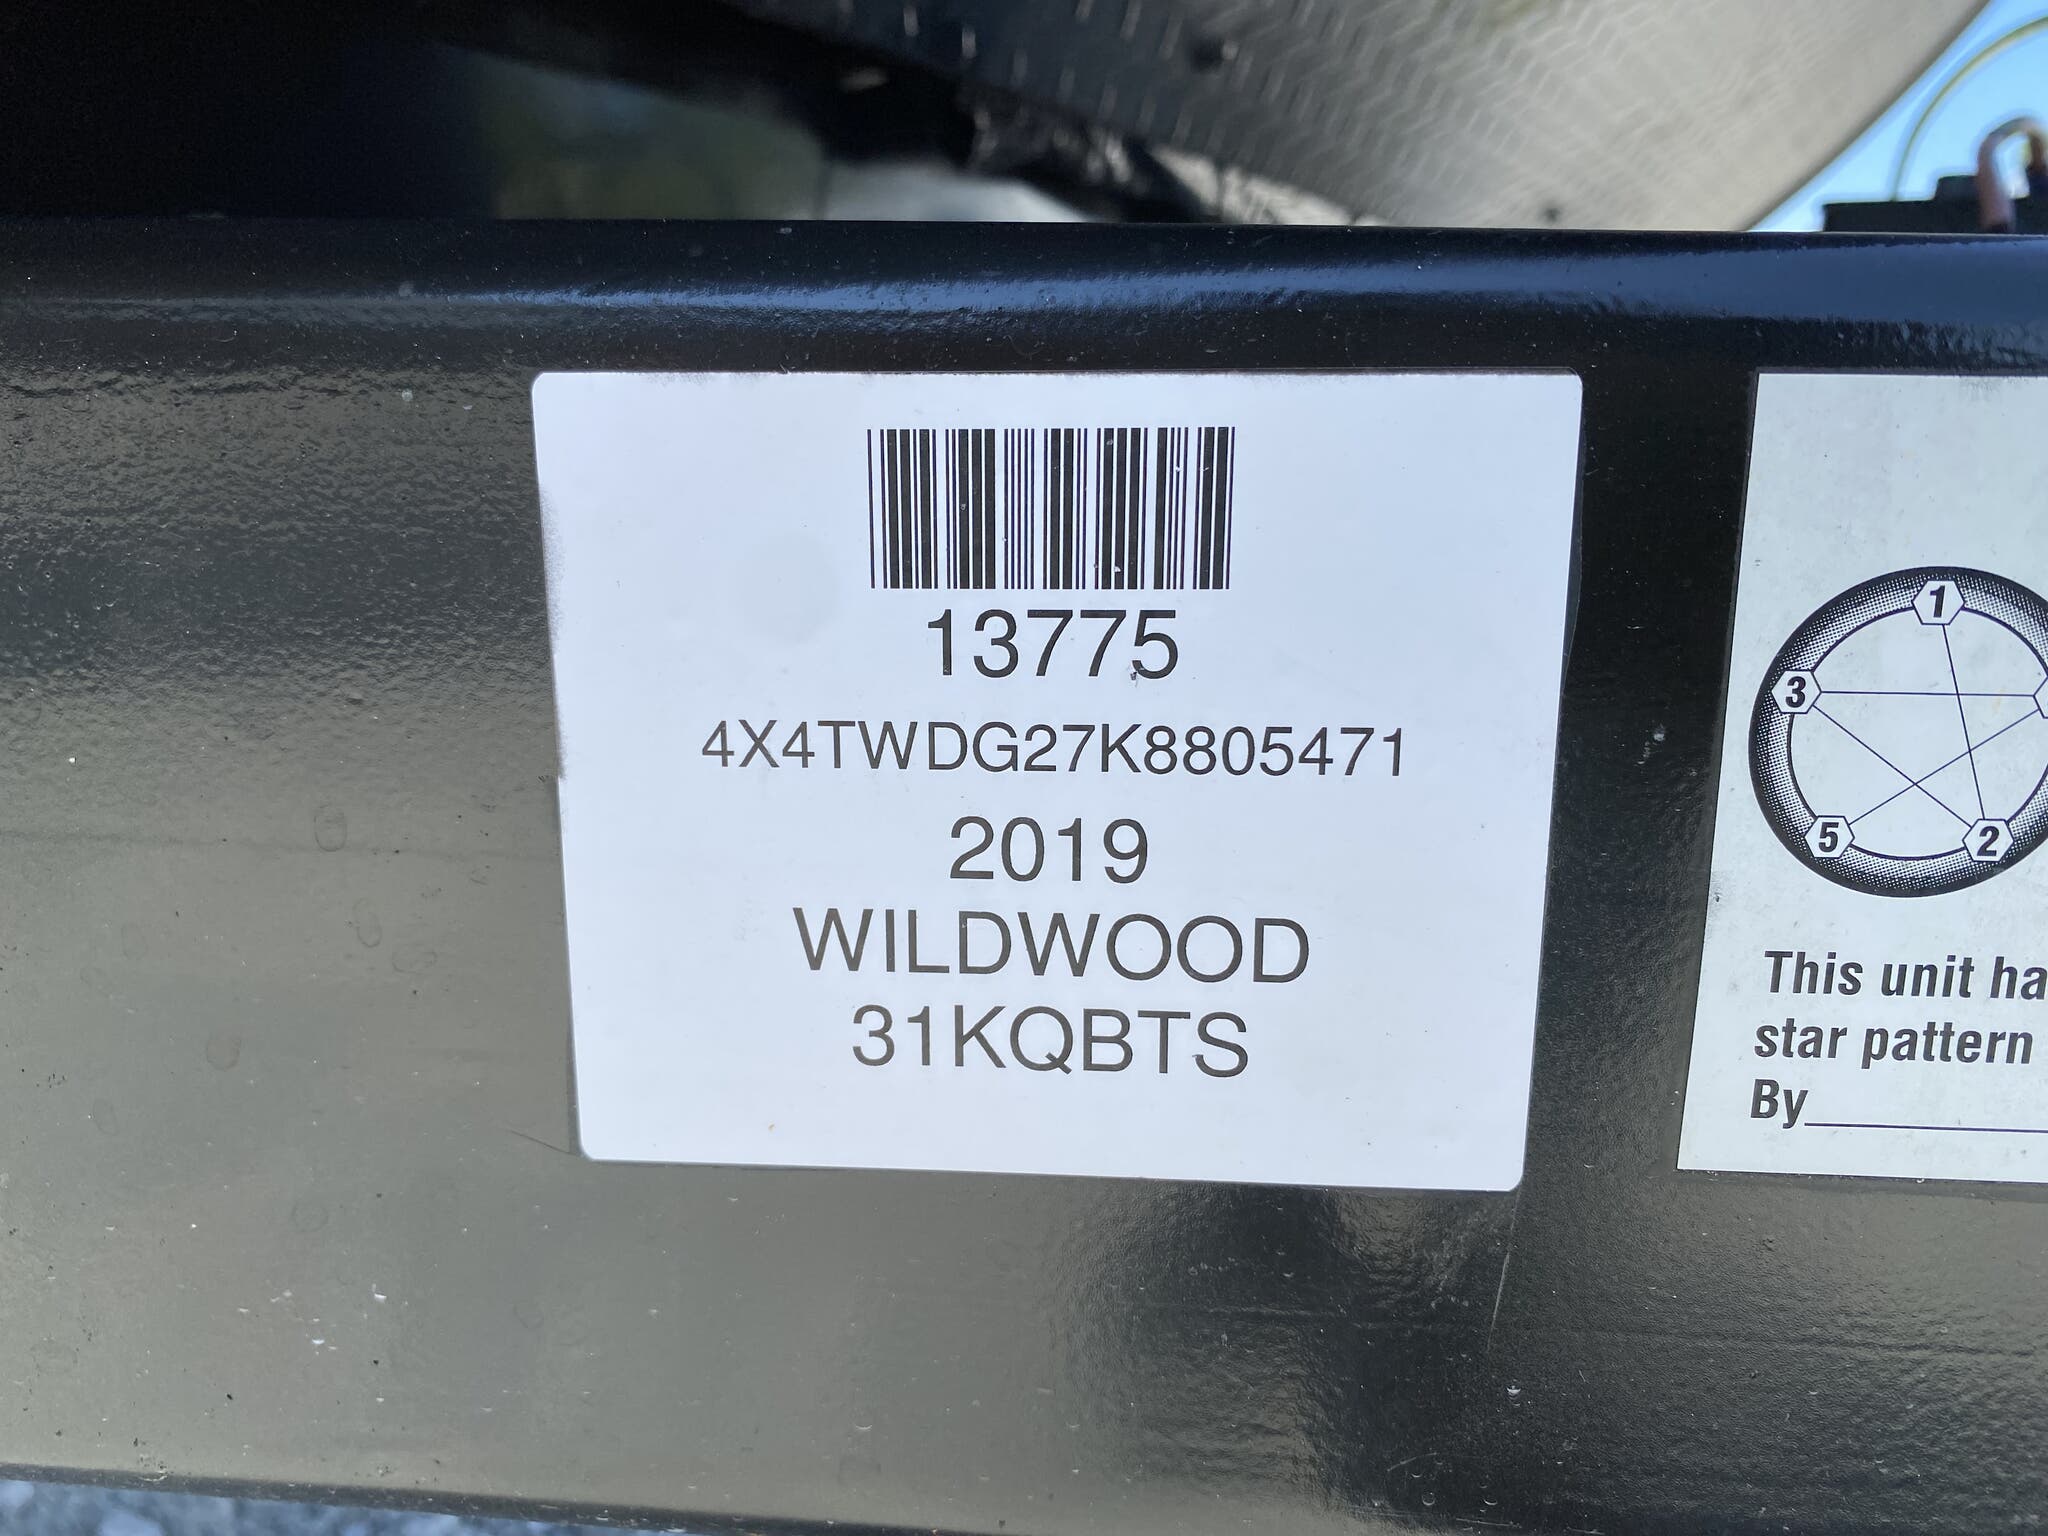 13775
4X4TWDG27K8805471
2019
WILDWOOD
31KQBTS
1
3
5
2
This unit ha
star pattern
By